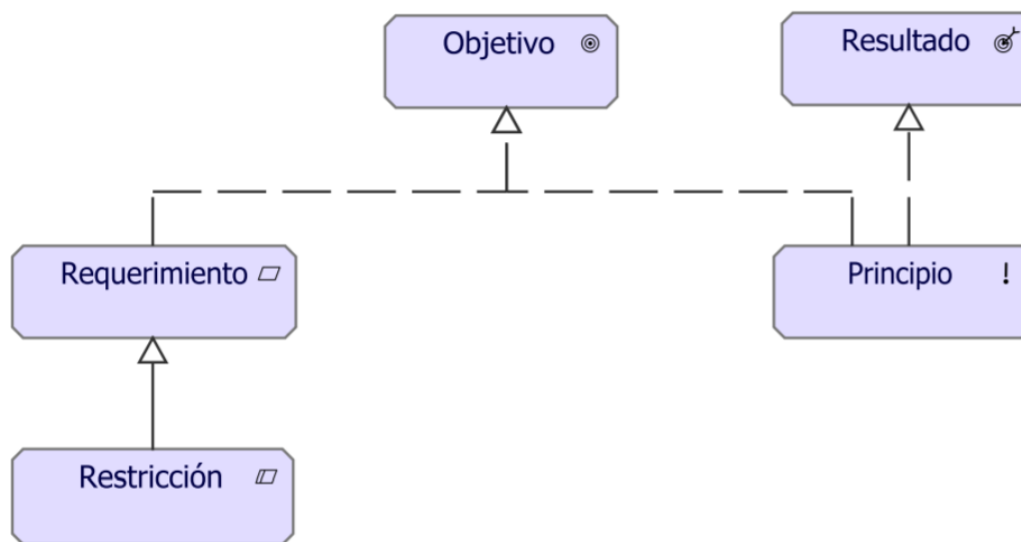 Objetivo
Resultado
Requerimiento
Principio
Restricción